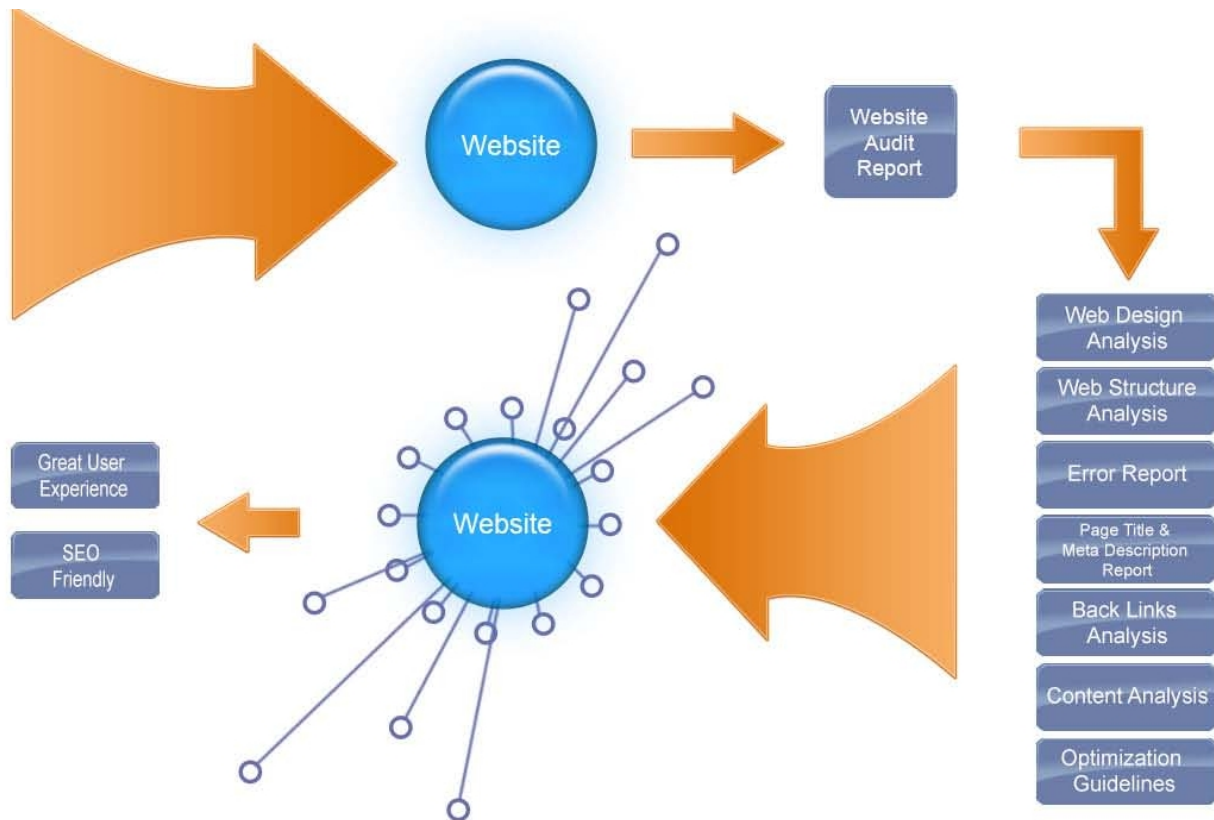 Website
Website
Audit
Report
Web Design
Analysis
Web Structure
Analysis
Error Report
Page Title &
Meta Description
Report
Back Links
Analysis
Content Analysis
Optimization
Guidelines
Website
Great User
Experience
SEO
Friendly